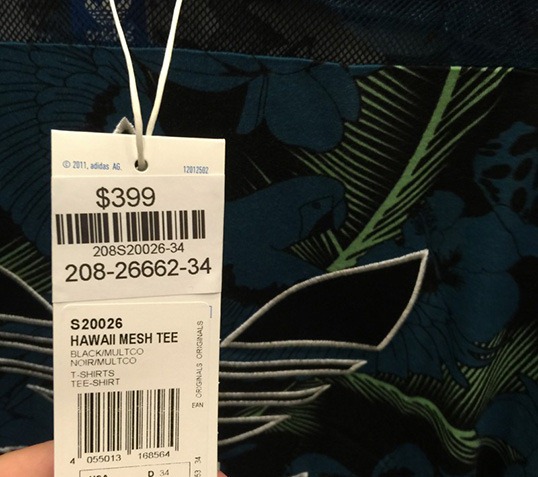 © 2011, adidas AG.
12012502
$399
208S20026-34
208-26662-34
S20026
HAWAII MESH TEE
BLACK/MULTCO
NOIR/MULTCO
T-SHIRTS
TEE-SHIRT
ORIGINALS ORIGINALS
EAN
4 055013 168564
D 34